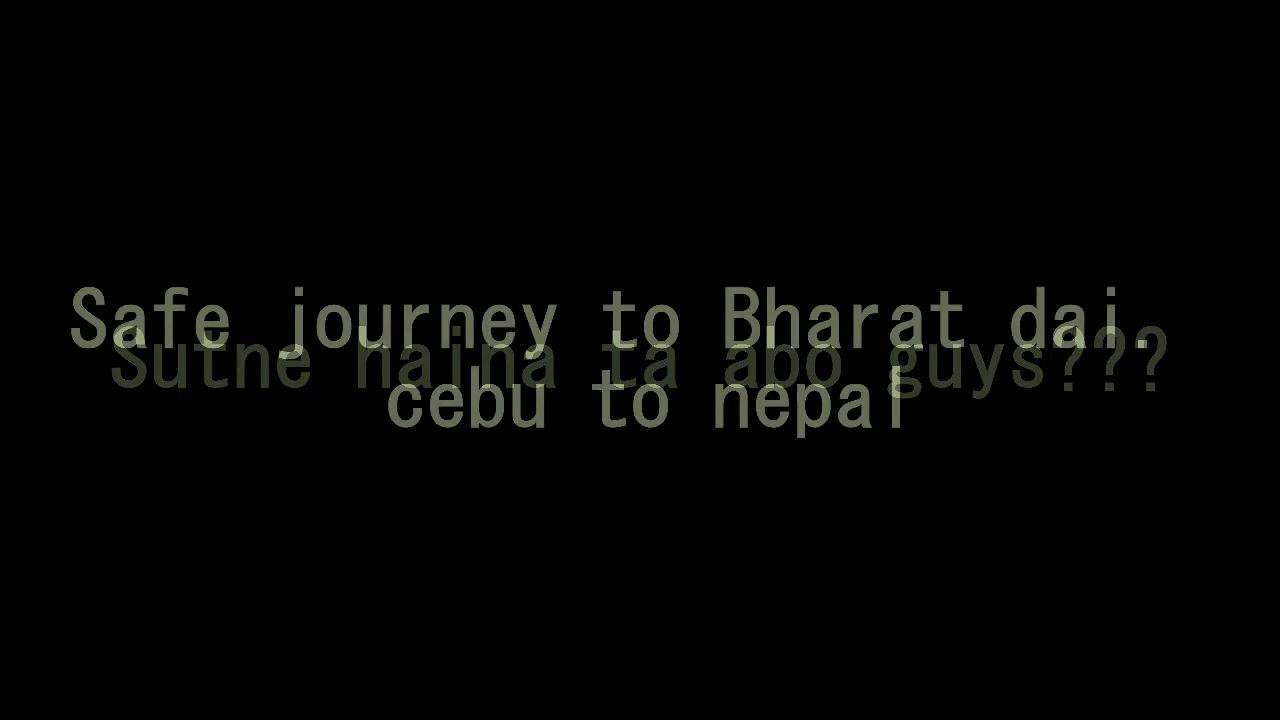 Safe journey to Bharat dai.
Sutne haina ta abo guys???
cebu to nepal